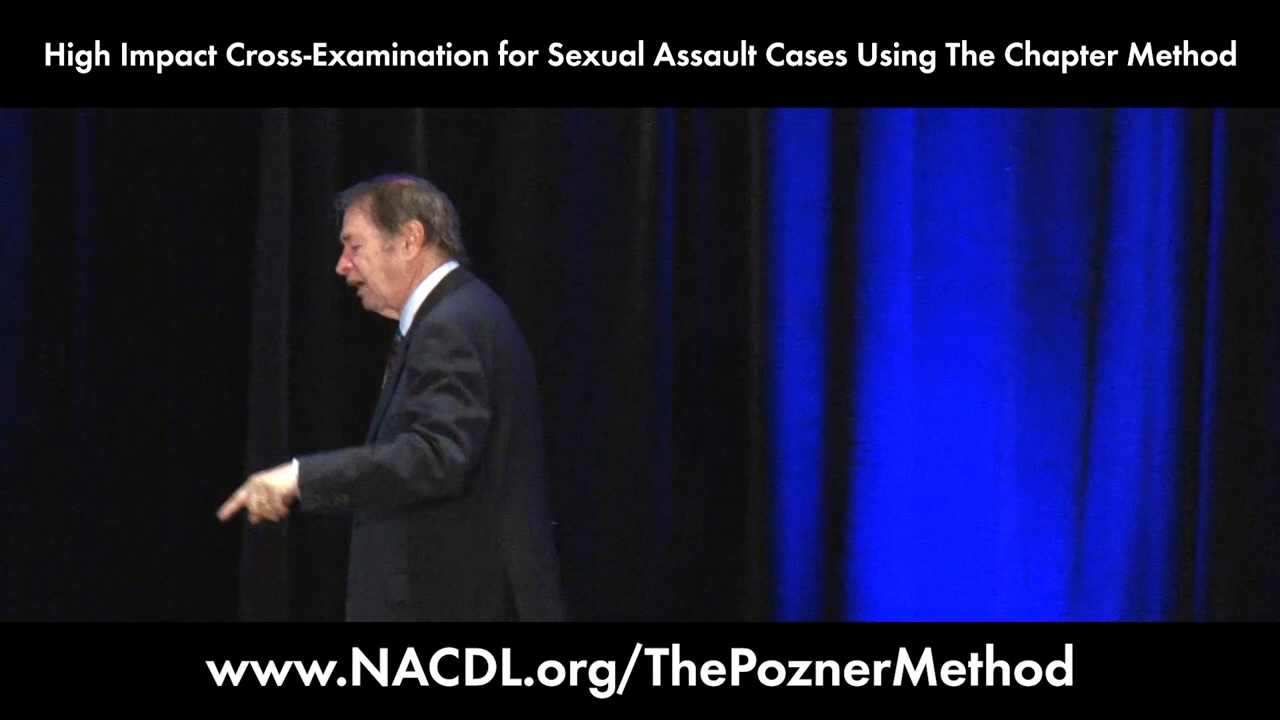 High Impact Cross-Examination for Sexual Assault Cases Using The Chapter Method
www.NACDL.org/ThePoznerMethod